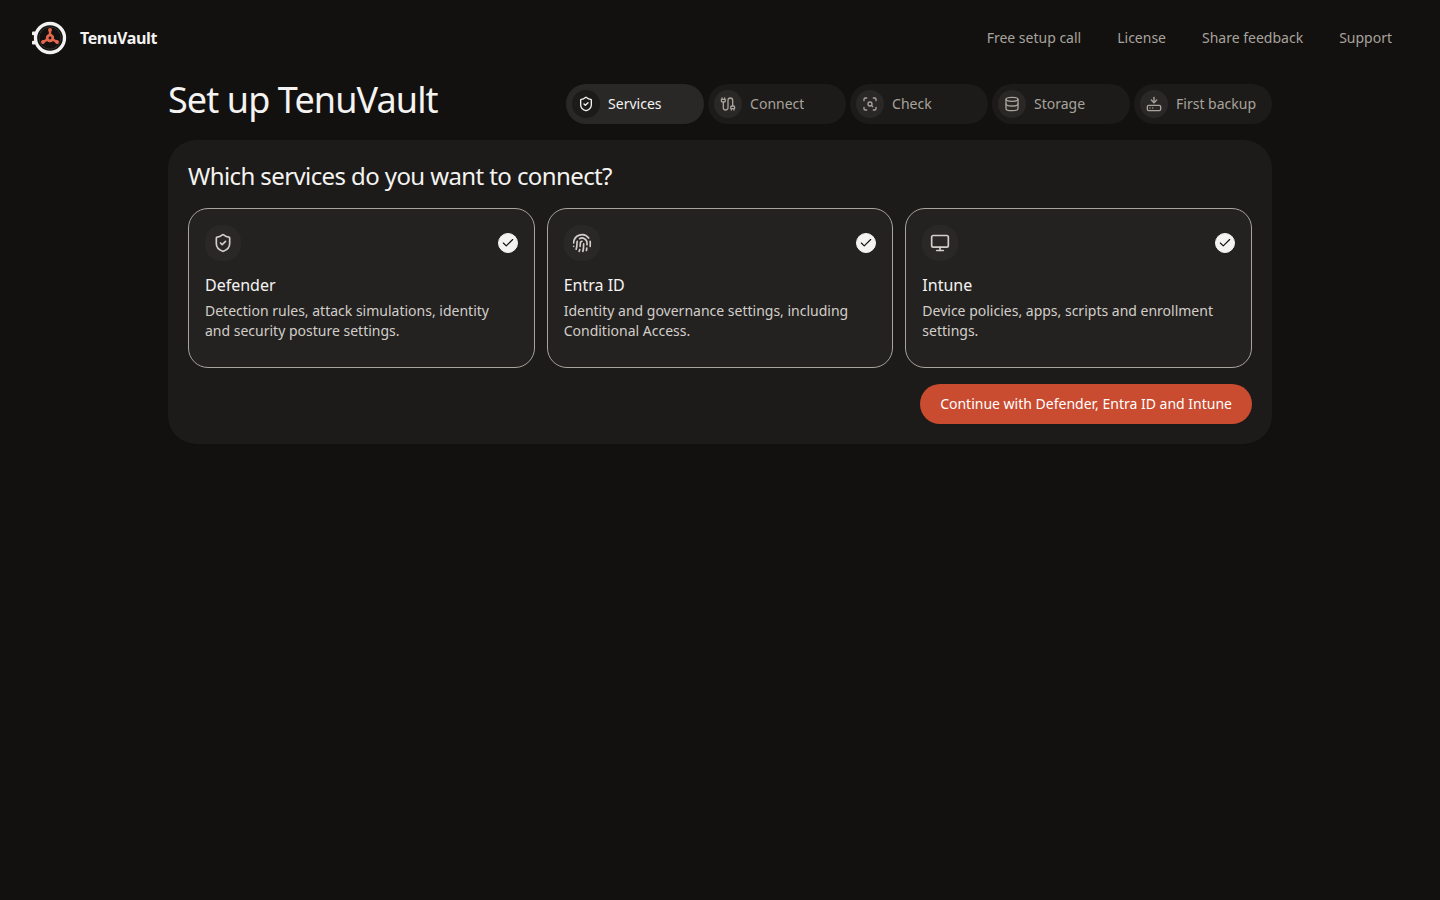 TenuVault
Free setup call
License
Share feedback
Support
Set up TenuVault
Services
Connect
Check
Storage
First backup
Which services do you want to connect?
Defender
Detection rules, attack simulations, identity
and security posture settings.
Entra ID
Identity and governance settings, including
Conditional Access.
Intune
Device policies, apps, scripts and enrollment
settings.
Continue with Defender, Entra ID and Intune